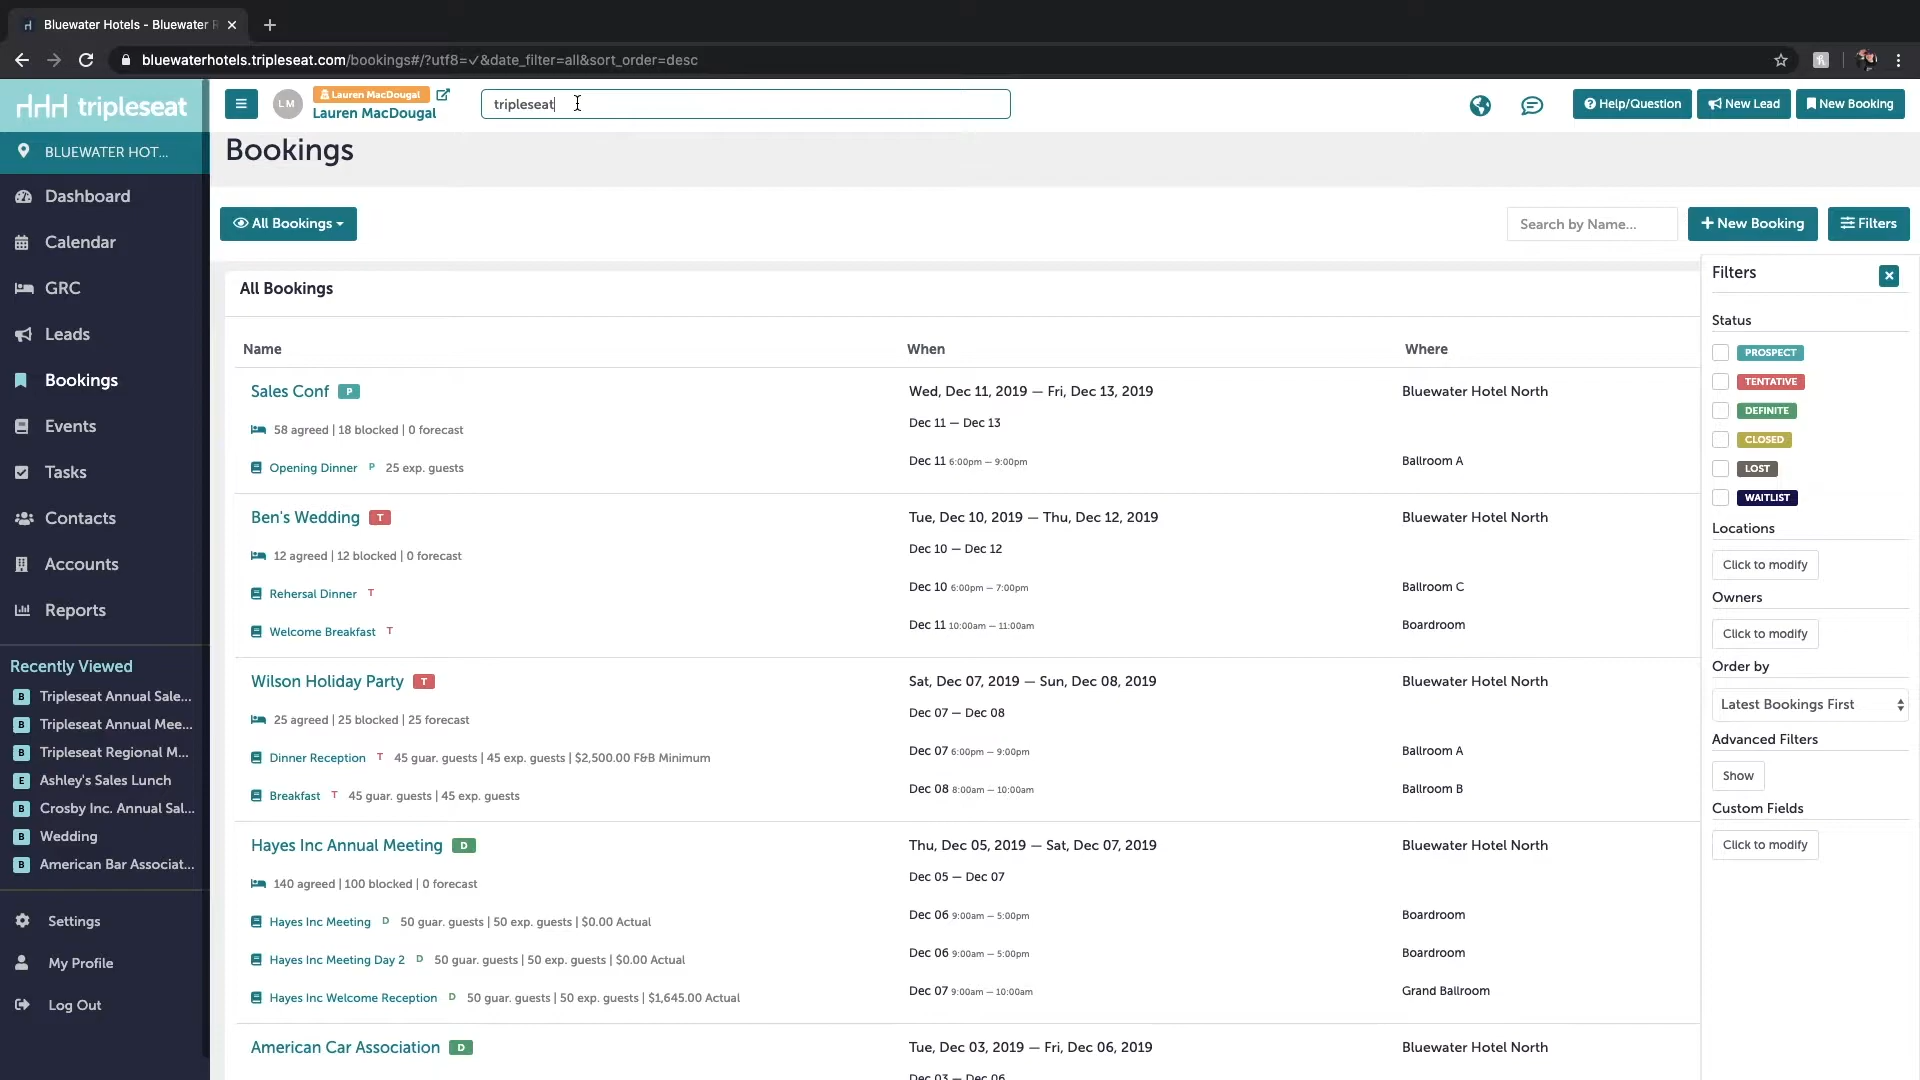 Bluewater Hotels - Bluewater
bluewaterhotels.tripleseat.com/bookings#/?utf8=✓&date_filter=all&sort_order=desc
tripleseat
LM
Lauren MacDougal
Lauren MacDougal
tripleseat
Help/Question
New Lead
New Booking
BLUEWATER HOT...
Dashboard
Calendar
GRC
Leads
Bookings
Events
Tasks
Contacts
Accounts
Reports
Recently Viewed
B Tripleseat Annual Sale...
B Tripleseat Annual Mee...
B Tripleseat Regional M...
E Ashley's Sales Lunch
B Crosby Inc. Annual Sal...
B Wedding
B American Bar Associat...
Settings
My Profile
Log Out
Bookings
All Bookings
Search by Name...
+ New Booking
Filters
All Bookings
Name When Where
Sales Conf P Wed, Dec 11, 2019 — Fri, Dec 13, 2019 Bluewater Hotel North
58 agreed | 18 blocked | 0 forecast Dec 11 — Dec 13
Opening Dinner P 25 exp. guests Dec 11 6:00pm — 9:00pm Ballroom A
Ben's Wedding T Tue, Dec 10, 2019 — Thu, Dec 12, 2019 Bluewater Hotel North
12 agreed | 12 blocked | 0 forecast Dec 10 — Dec 12
Rehersal Dinner T Dec 10 6:00pm — 7:00pm Ballroom C
Welcome Breakfast T Dec 11 10:00am — 11:00am Boardroom
Wilson Holiday Party T Sat, Dec 07, 2019 — Sun, Dec 08, 2019 Bluewater Hotel North
25 agreed | 25 blocked | 25 forecast Dec 07 — Dec 08
Dinner Reception T 45 guar. guests | 45 exp. guests | $2,500.00 F&B Minimum Dec 07 6:00pm — 9:00pm Ballroom A
Breakfast T 45 guar. guests | 45 exp. guests Dec 08 8:00am — 10:00am Ballroom B
Hayes Inc Annual Meeting D Thu, Dec 05, 2019 — Sat, Dec 07, 2019 Bluewater Hotel North
140 agreed | 100 blocked | 0 forecast Dec 05 — Dec 07
Hayes Inc Meeting D 50 guar. guests | 50 exp. guests | $0.00 Actual Dec 06 9:00am — 5:00pm Boardroom
Hayes Inc Meeting Day 2 D 50 guar. guests | 50 exp. guests | $0.00 Actual Dec 06 9:00am — 5:00pm Boardroom
Hayes Inc Welcome Reception D 50 guar. guests | 50 exp. guests | $1,645.00 Actual Dec 07 9:00am — 10:00am Grand Ballroom
American Car Association D Tue, Dec 03, 2019 — Fri, Dec 06, 2019 Bluewater Hotel North
Dec 03 — Dec 06
Filters
Status
PROSPECT
TENTATIVE
DEFINITE
CLOSED
LOST
WAITLIST
Locations
Click to modify
Owners
Click to modify
Order by
Latest Bookings First
Advanced Filters
Show
Custom Fields
Click to modify